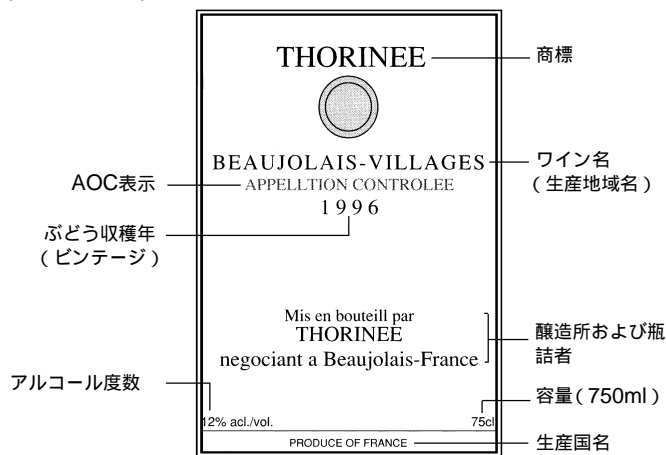 THORINEE
商標
BEAUJOLAIS-VILLAGES
ワイン名
(生産地域名)
AOC表示
APPELLTION CONTROLEE
1996
ぶどう収穫年
(ビンテージ)
Mis en bouteill par
THORINEE
negociant a Beaujolais-France
醸造所および瓶
詰者
アルコール度数
12% acl./vol.
75cl
容量(750ml)
PRODUCE OF FRANCE
生産国名